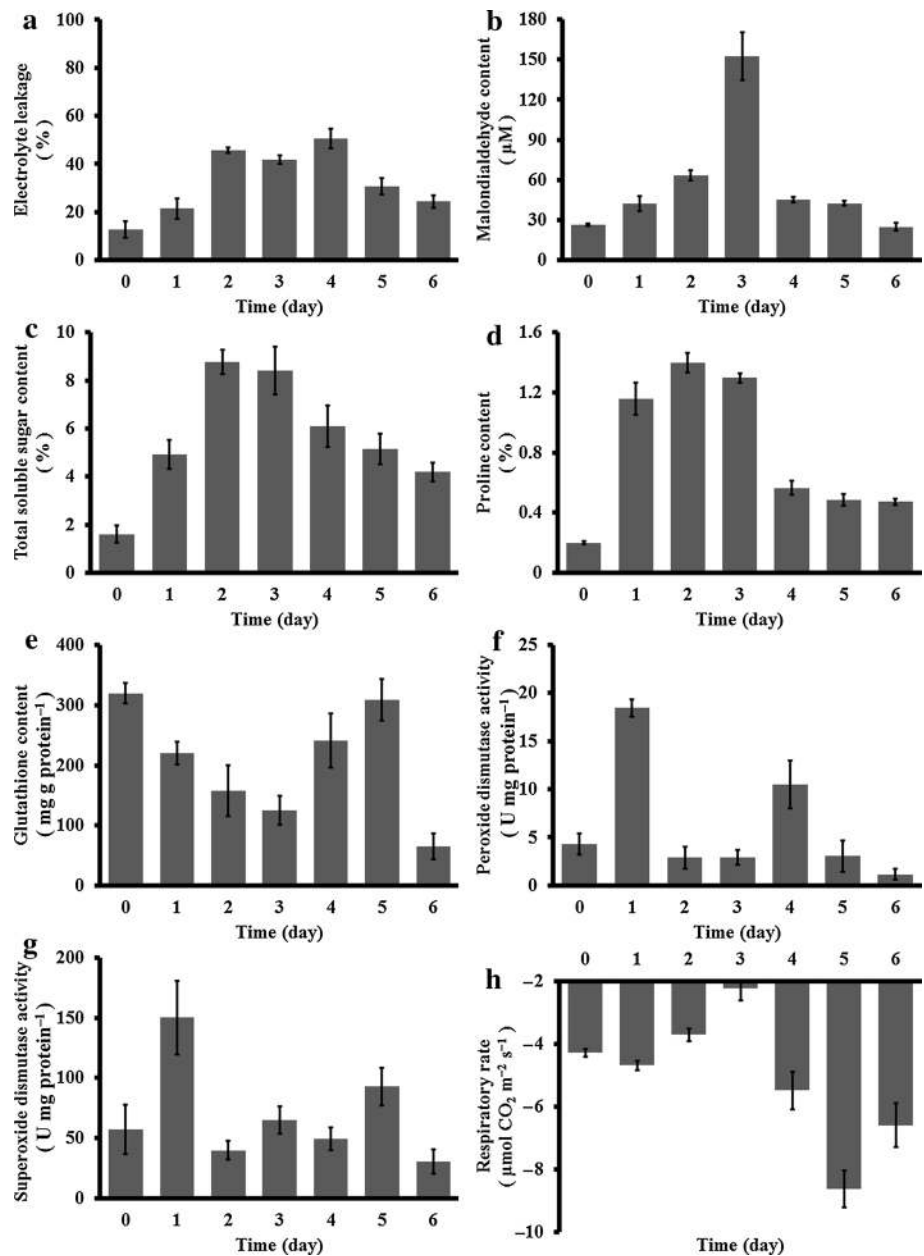 a
100
80
60
40
20
0
Electrolyte leakage
( % )
0 1 2 3 4 5 6
Time (day)
b
180
150
120
90
60
30
0
Malondialdehyde content
( µM )
0 1 2 3 4 5 6
Time (day)
c
10
8
6
4
2
0
Total soluble sugar content
( % )
0 1 2 3 4 5 6
Time (day)
d
1.6
1.2
0.8
0.4
0
Proline content
( % )
0 1 2 3 4 5 6
Time (day)
e
400
300
200
100
0
Glutathione content
( mg g protein⁻¹ )
0 1 2 3 4 5 6
Time (day)
f
25
20
15
10
5
0
Peroxide dismutase activity
( U mg protein⁻¹ )
0 1 2 3 4 5 6
Time (day)
g
200
150
100
50
0
Superoxide dismutase activity
( U mg protein⁻¹ )
0 1 2 3 4 5 6
Time (day)
h
0 1 2 3 4 5 6
−2
−4
−6
−8
−10
Respiratory rate
( µmol CO₂ m⁻² s⁻¹ )
Time (day)